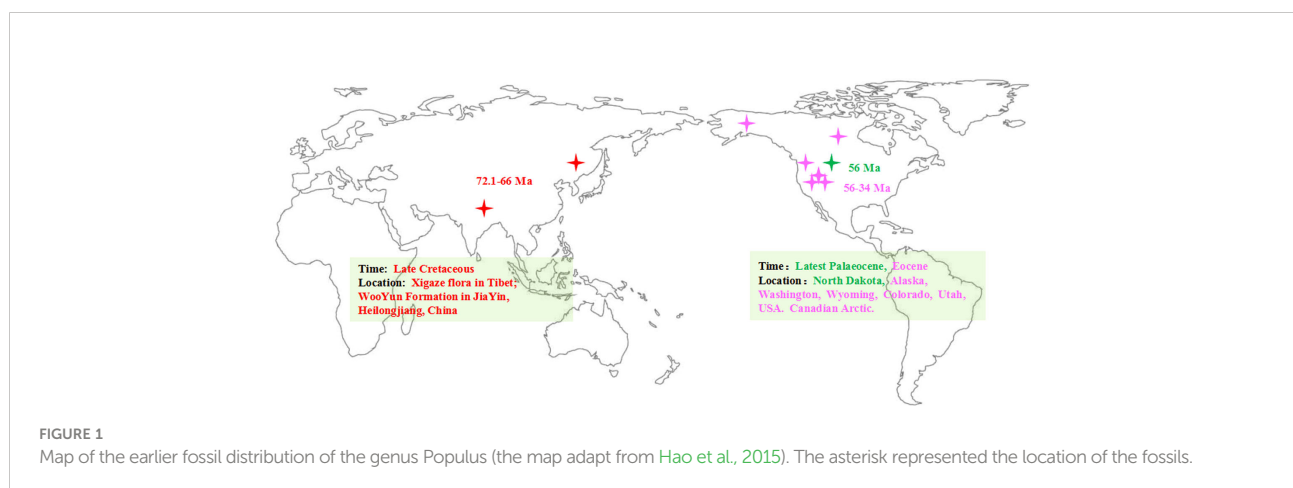 72.1-66 Ma
56 Ma
56-34 Ma
Time: Late Cretaceous
Location: Xigaze flora in Tibet;
WooYun Formation in JiaYin,
Heilongjiang, China
Time: Latest Palaeocene, Eocene
Location: North Dakota, Alaska,
Washington, Wyoming, Colorado, Utah,
USA. Canadian Arctic.
FIGURE 1
Map of the earlier fossil distribution of the genus Populus (the map adapt from Hao et al., 2015). The asterisk represented the location of the fossils.